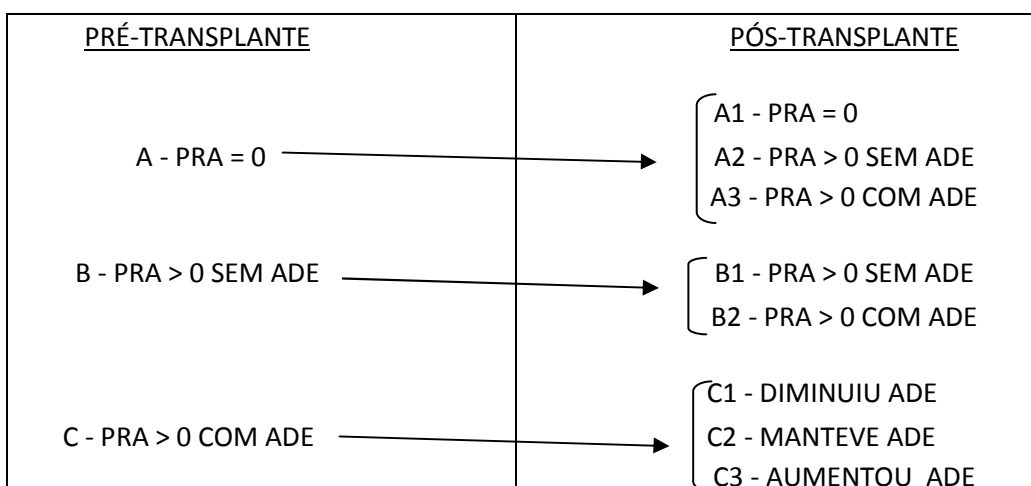 PRÉ-TRANSPLANTE
PÓS-TRANSPLANTE
A - PRA = 0
A1 - PRA = 0
A2 - PRA > 0 SEM ADE
A3 - PRA > 0 COM ADE
B - PRA > 0 SEM ADE
B1 - PRA > 0 SEM ADE
B2 - PRA > 0 COM ADE
C - PRA > 0 COM ADE
C1 - DIMINUIU ADE
C2 - MANTEVE ADE
C3 - AUMENTOU ADE